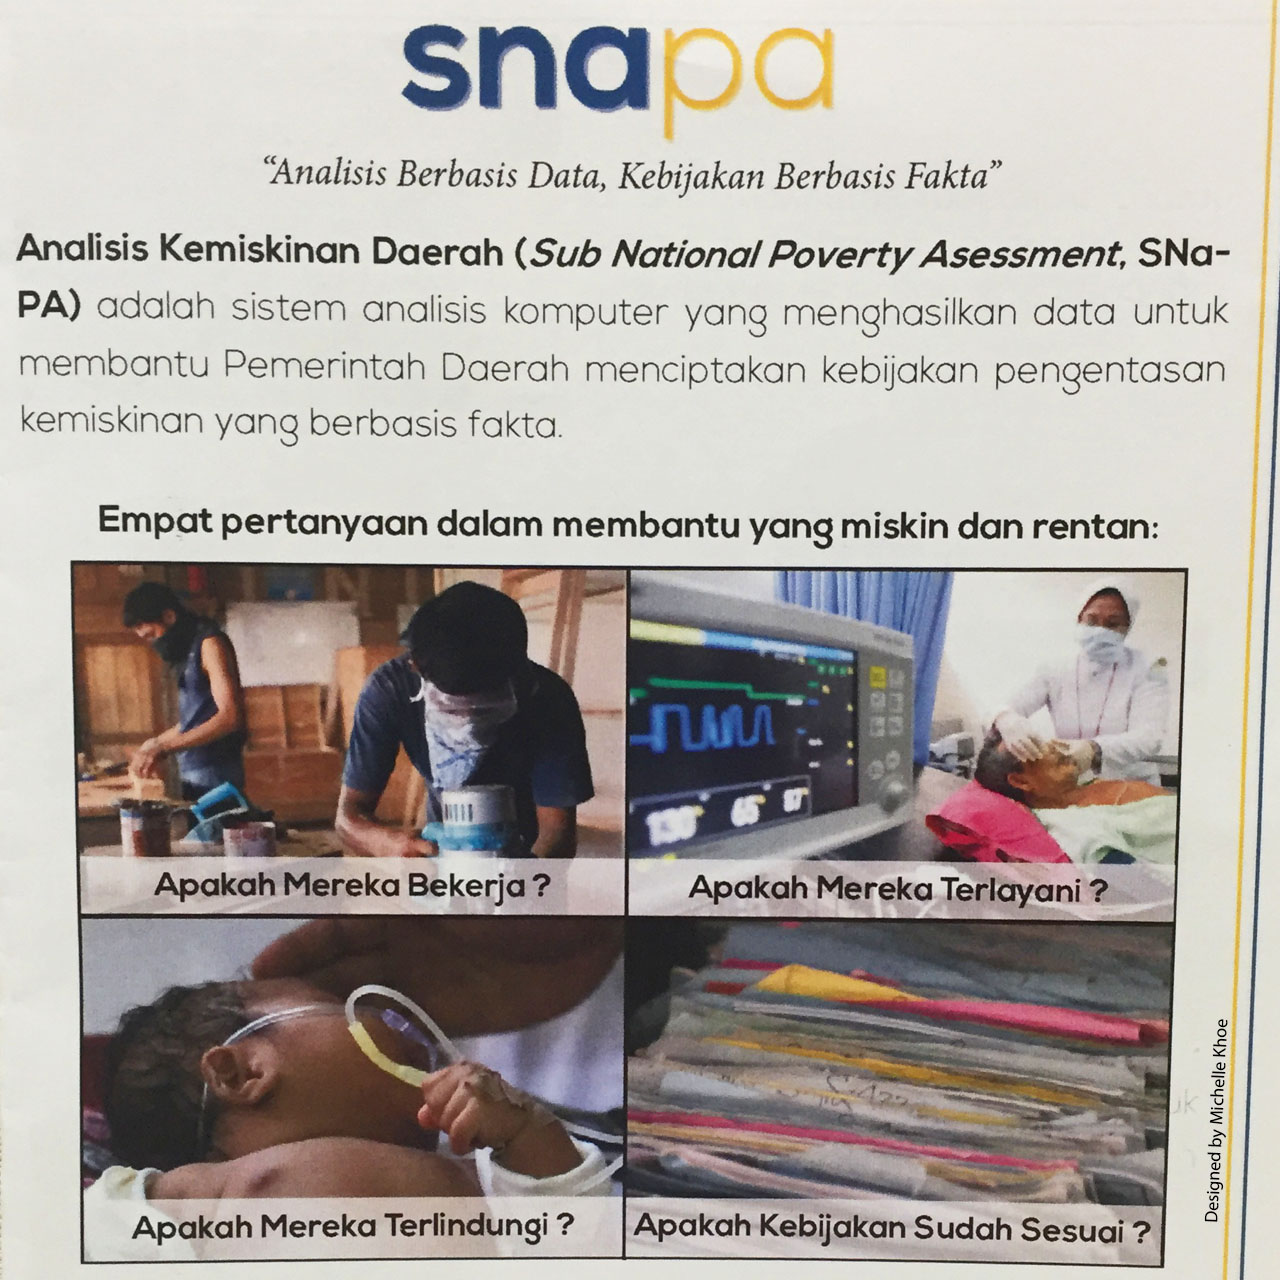 snapa
“Analisis Berbasis Data, Kebijakan Berbasis Fakta”
Analisis Kemiskinan Daerah (Sub National Poverty Asessment, SNa-
PA) adalah sistem analisis komputer yang menghasilkan data untuk
membantu Pemerintah Daerah menciptakan kebijakan pengentasan
kemiskinan yang berbasis fakta.
Empat pertanyaan dalam membantu yang miskin dan rentan:
130 65 87
Apakah Mereka Bekerja ?
Apakah Mereka Terlayani ?
Apakah Mereka Terlindungi ?
Apakah Kebijakan Sudah Sesuai ?
Designed by Michelle Khoe